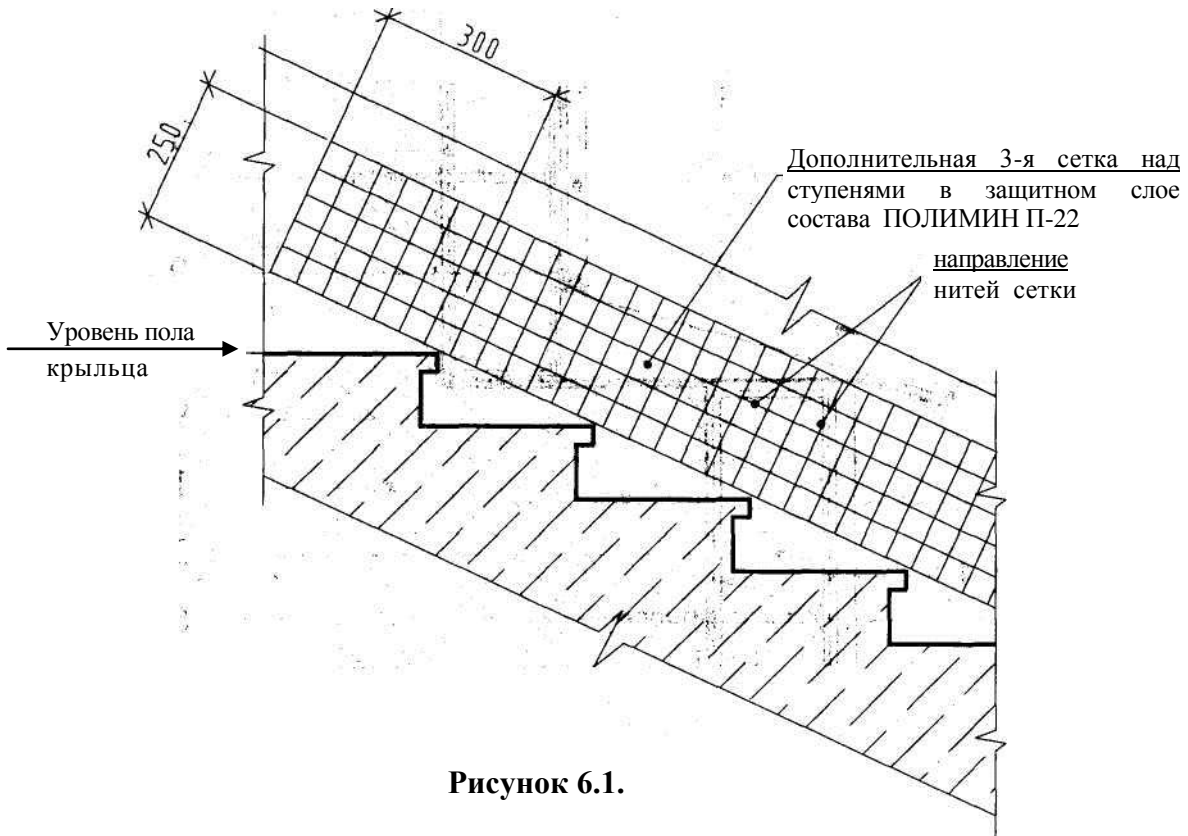 300
250
Дополнительная 3-я сетка над
ступенями в защитном слое
состава ПОЛИМИН П-22
направление
нитей сетки
Уровень пола
крыльца
Рисунок 6.1.